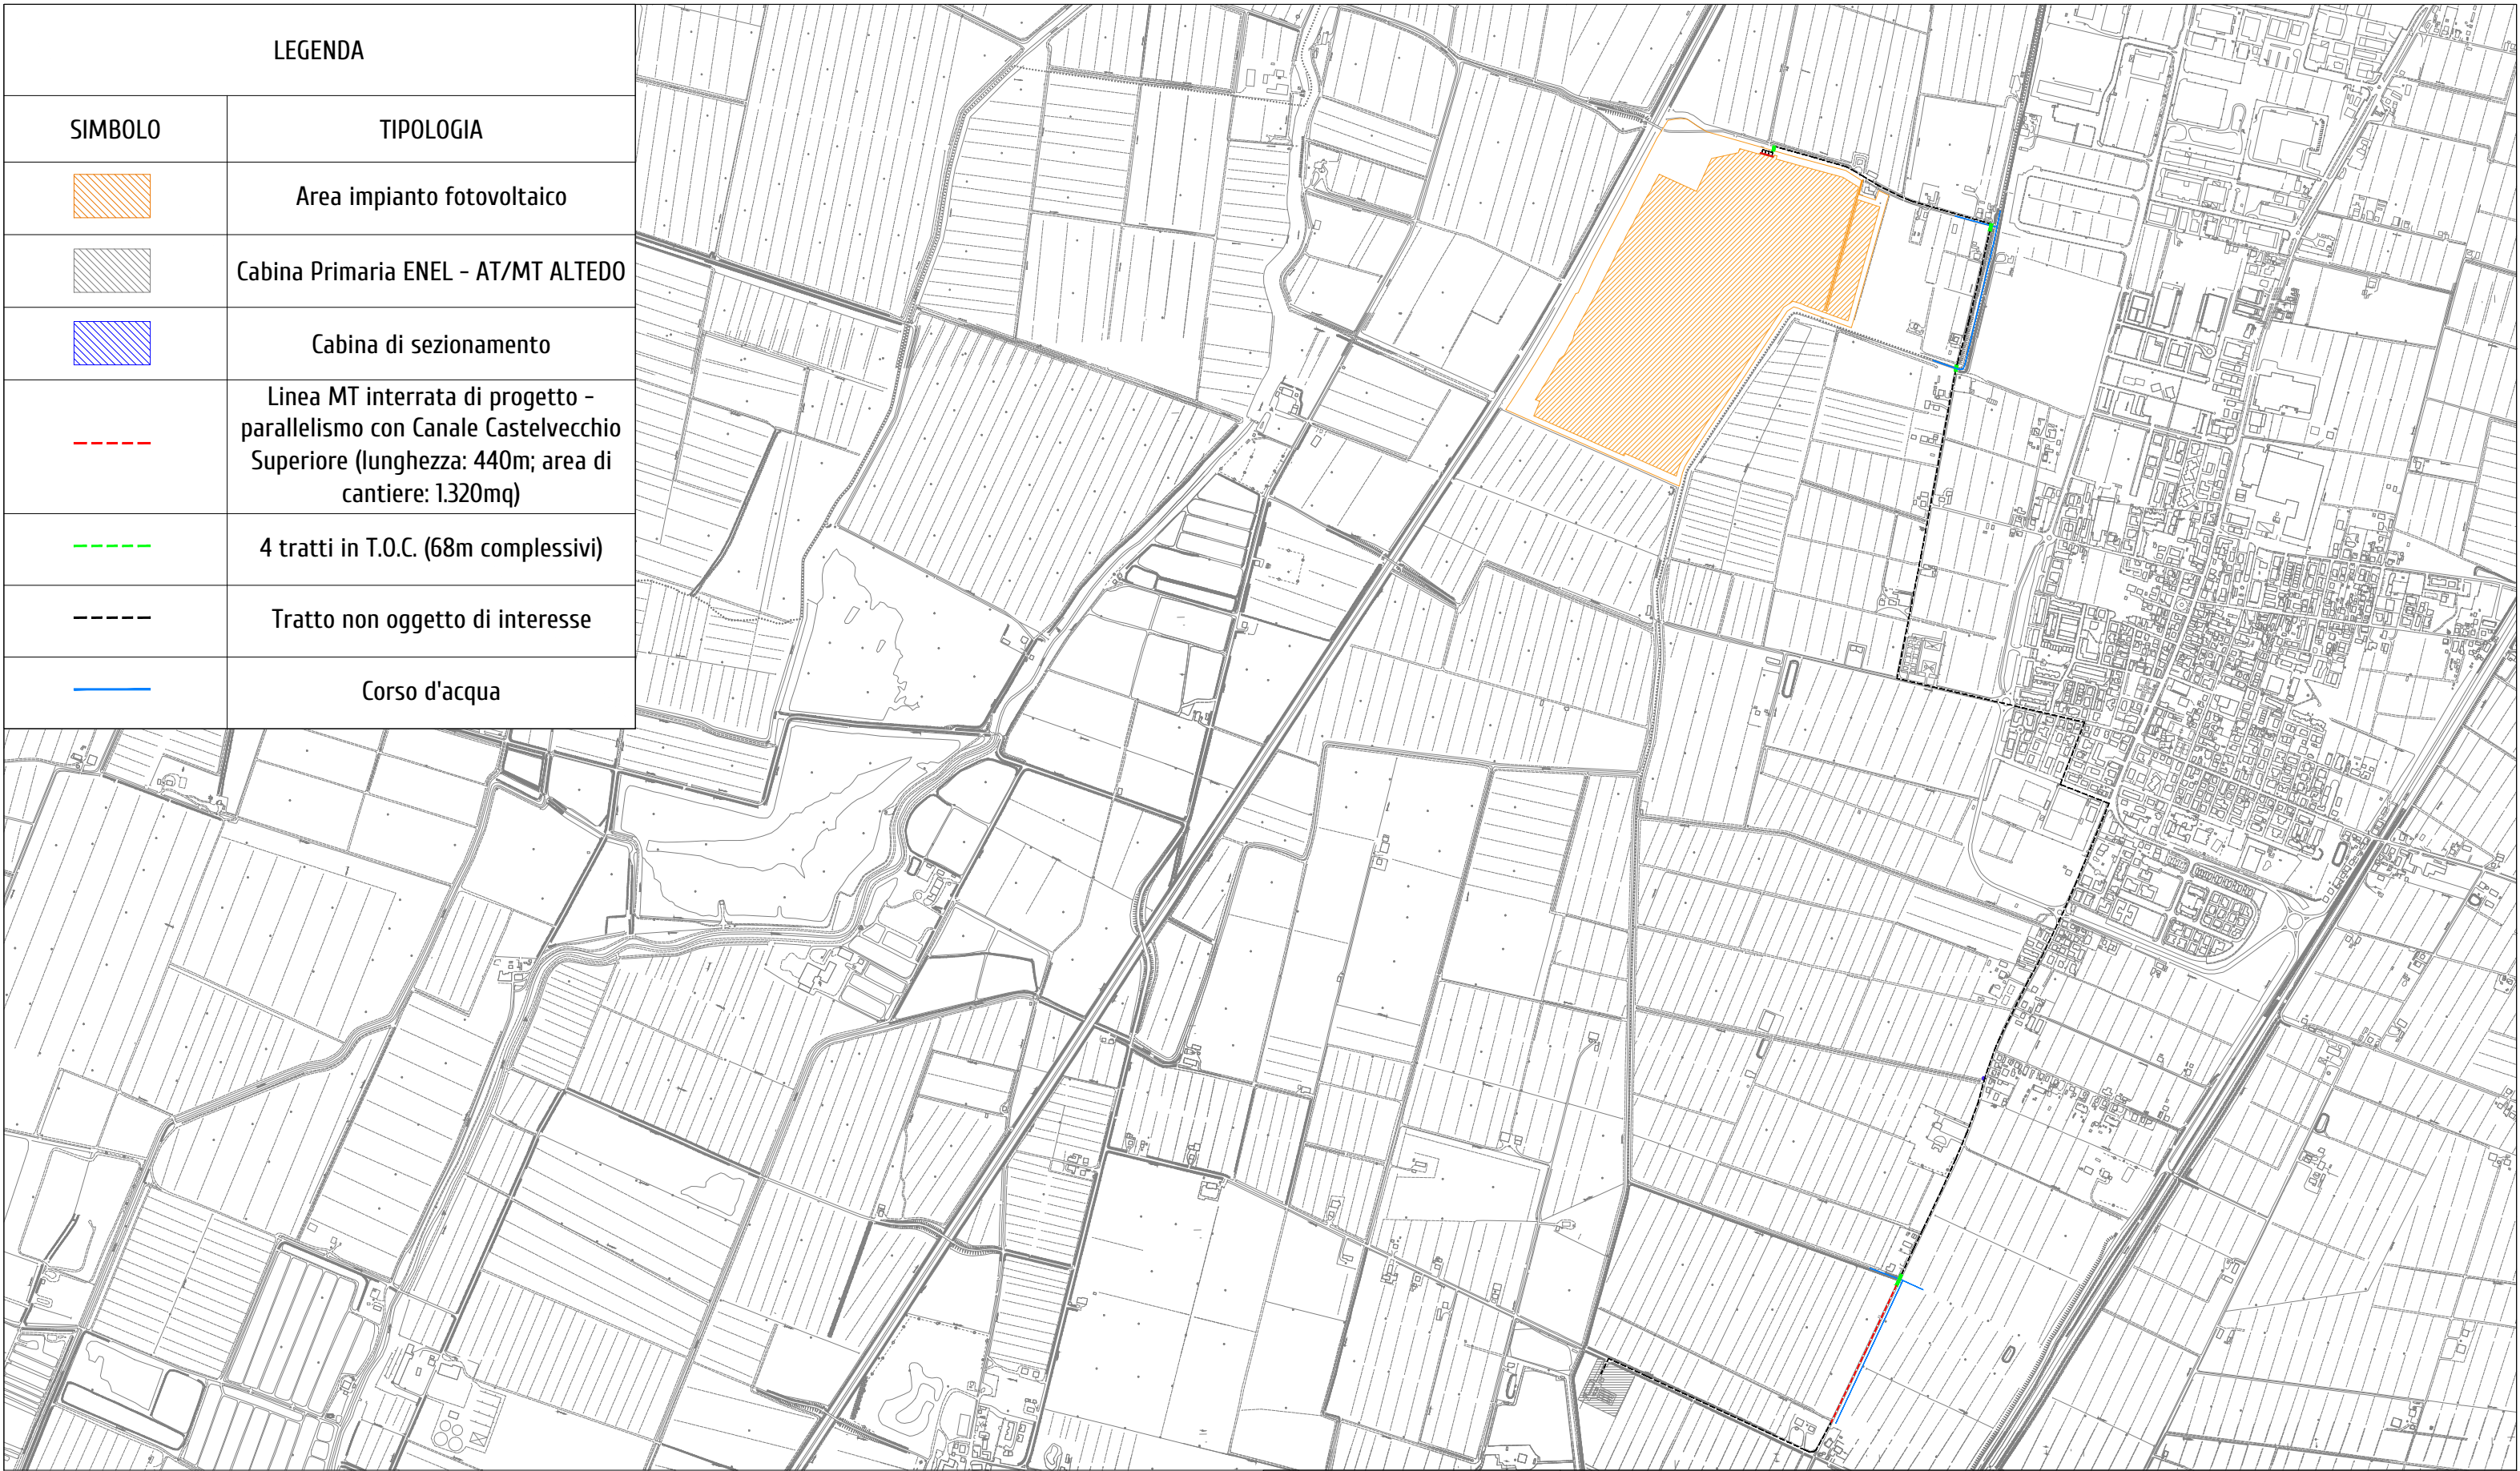 LEGENDA
SIMBOLO
TIPOLOGIA
Area impianto fotovoltaico
Cabina Primaria ENEL - AT/MT ALTEDO
Cabina di sezionamento
Linea MT interrata di progetto -
parallelismo con Canale Castelvecchio
Superiore (lunghezza: 440m; area di
cantiere: 1.320mq)
4 tratti in T.O.C. (68m complessivi)
Tratto non oggetto di interesse
Corso d'acqua